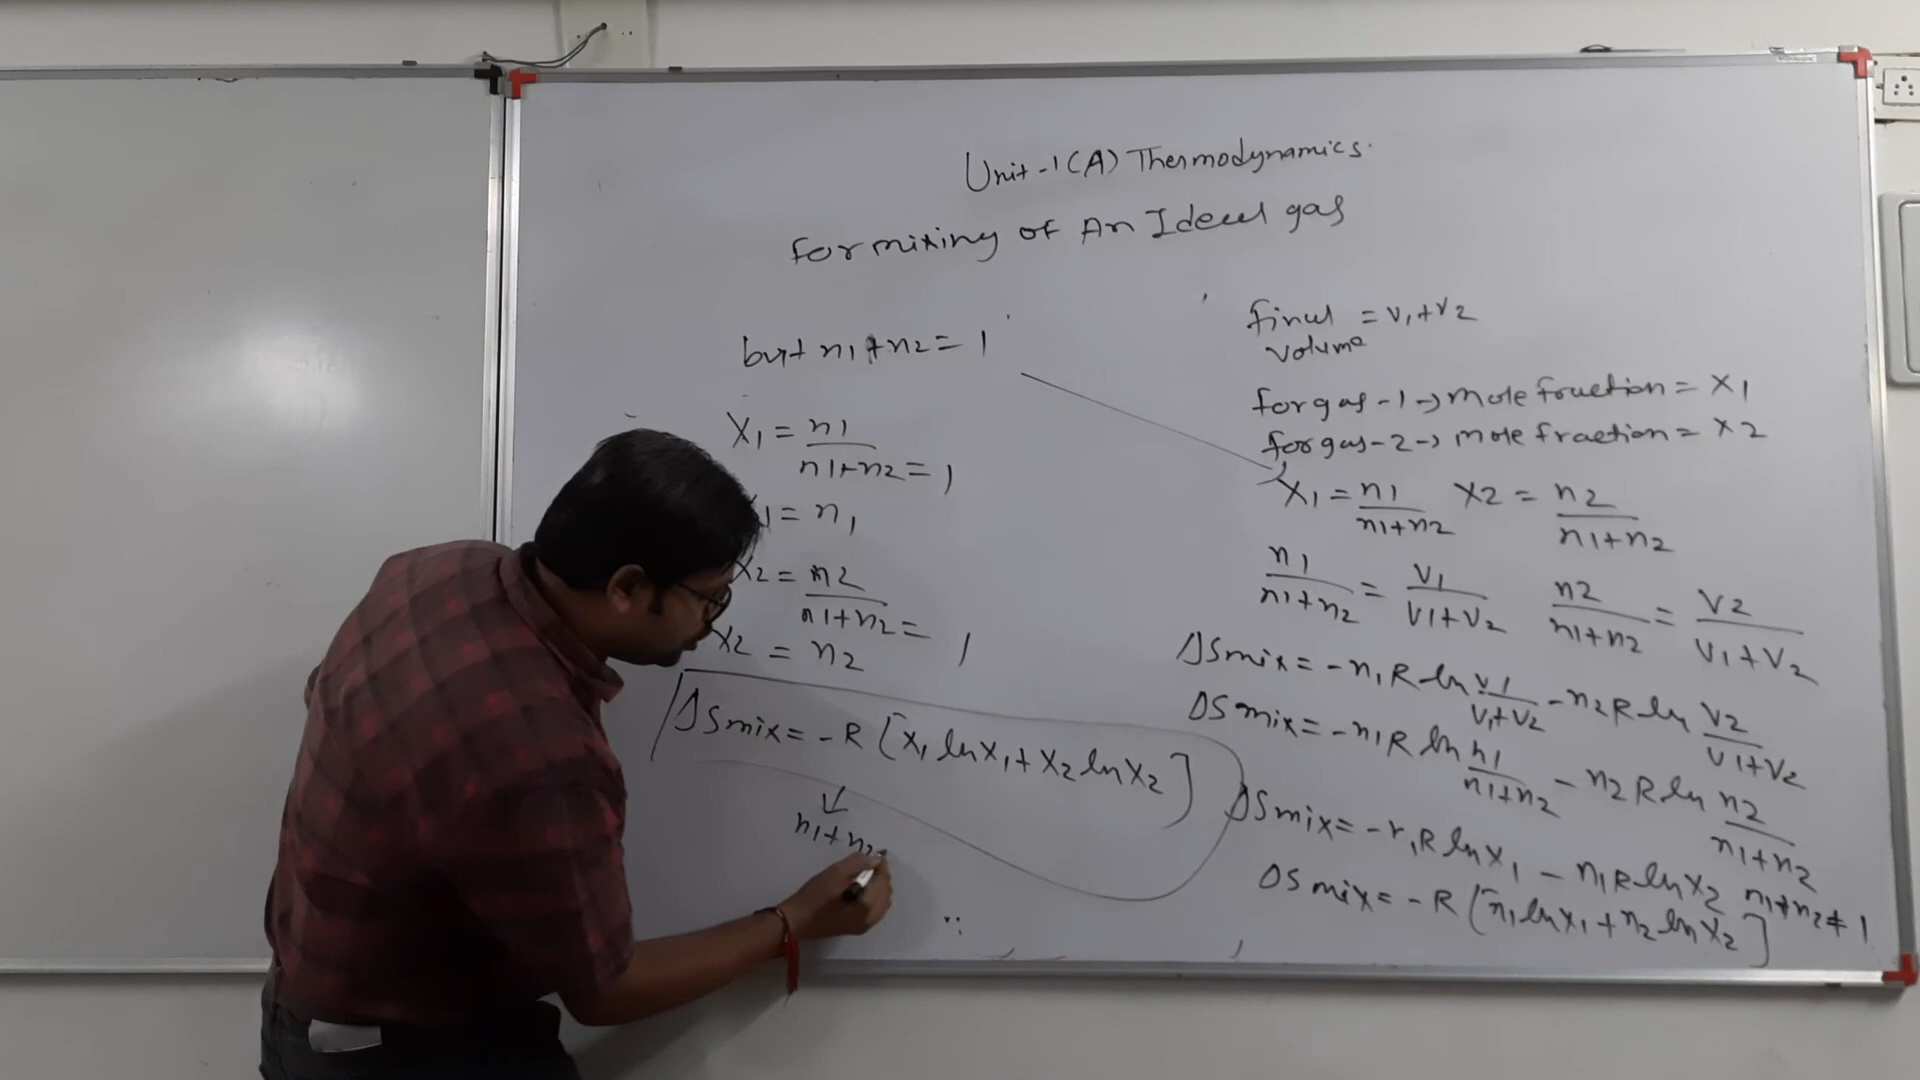 Unit-1(A) Thermodynamics.
For mixing of An Ideal gas
but n1+n2=1
X1 = n1/n1+n2 = 1
1 = n1
X2 = n2/n1+n2 = 1
X2 = n2
ΔSmix = -R [X1 ln X1 + X2 ln X2]
↓
n1+n2
final volume = V1+V2
for gas-1 → mole fraction = X1
for gas-2 → mole fraction = X2
X1 = n1/n1+n2 X2 = n2/n1+n2
n1/n1+n2 = V1/V1+V2 n2/n1+n2 = V2/V1+V2
ΔSmix = -n1R ln V1/V1+V2 - n2R ln V2/V1+V2
ΔSmix = -n1R ln n1/n1+n2 - n2R ln n2/n1+n2
ΔSmix = -n1R ln X1 - n1R ln X2
n1+n2≠1
ΔSmix = -R [n1 ln X1 + n2 ln X2]